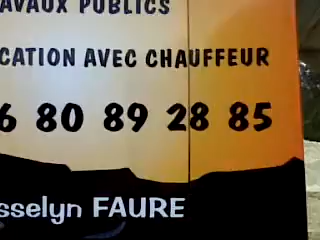 AVAUX PUBLICS
CATION AVEC CHAUFFEUR
6 80 89 28 85
sselyn FAURE